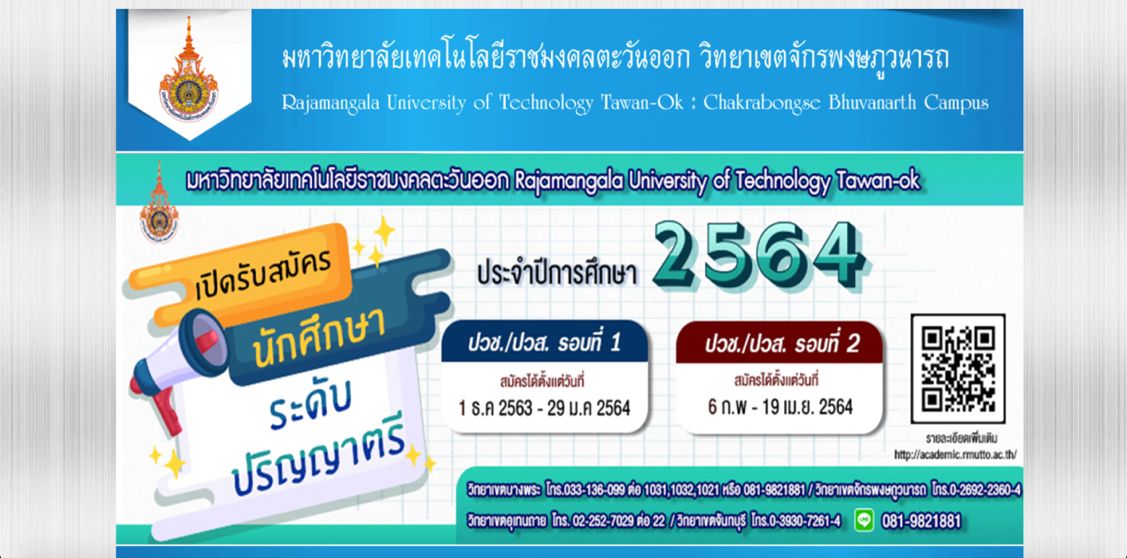 มหาวิทยาลัยเทคโนโลยีราชมงคลตะวันออก วิทยาเขตจักรพงษภูวนารถ
Rajamangala University of Technology Tawan-Ok : Chakrabongse Bhuvanarth Campus
มหาวิทยาลัยเทคโนโลยีราชมงคลตะวันออก Rajamangala University of Technology Tawan-ok
เปิดรับสมัคร
นักศึกษา
ระดับ
ปริญญาตรี
ประจำปีการศึกษา 2564
ปวช./ปวส. รอบที่ 1
สมัครได้ตั้งแต่วันที่
1 ธ.ค 2563 - 29 ม.ค 2564
ปวช./ปวส. รอบที่ 2
สมัครได้ตั้งแต่วันที่
6 ก.พ - 19 เม.ย. 2564
รายละเอียดเพิ่มเติม
http://academic.rmutto.ac.th/
วิทยาเขตบางพระ โทร.033-136-099 ต่อ 1031,1032,1021 หรือ 081-9821881 / วิทยาเขตจักรพงษภูวนารถ โทร.0-2692-2360-4
วิทยาเขตอุเทนถวาย โทร. 02-252-7029 ต่อ 22 / วิทยาเขตจันทบุรี โทร.0-3930-7261-4 LINE 081-9821881